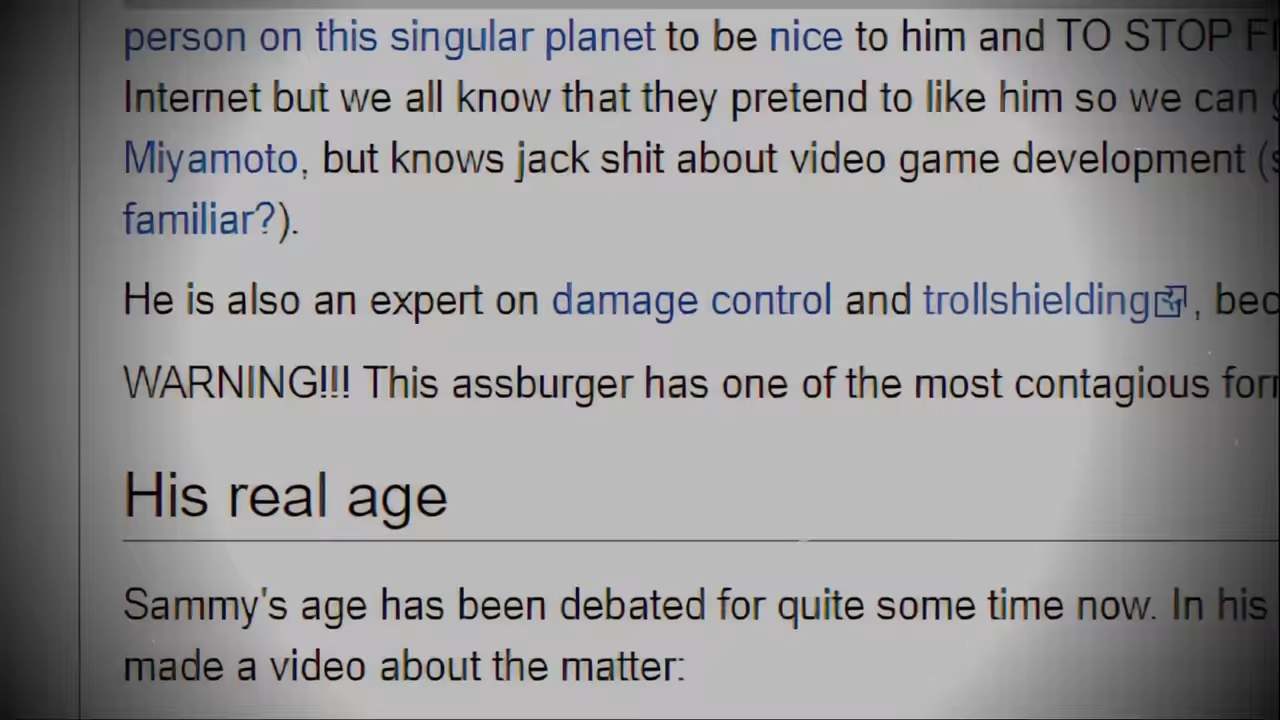 person on this singular planet to be nice to him and TO STOP
Internet but we all know that they pretend to like him so we can
Miyamoto, but knows jack shit about video game development (
familiar?).
He is also an expert on damage control and trollshielding, bec
WARNING!!! This assburger has one of the most contagious for
His real age
Sammy's age has been debated for quite some time now. In his
made a video about the matter: